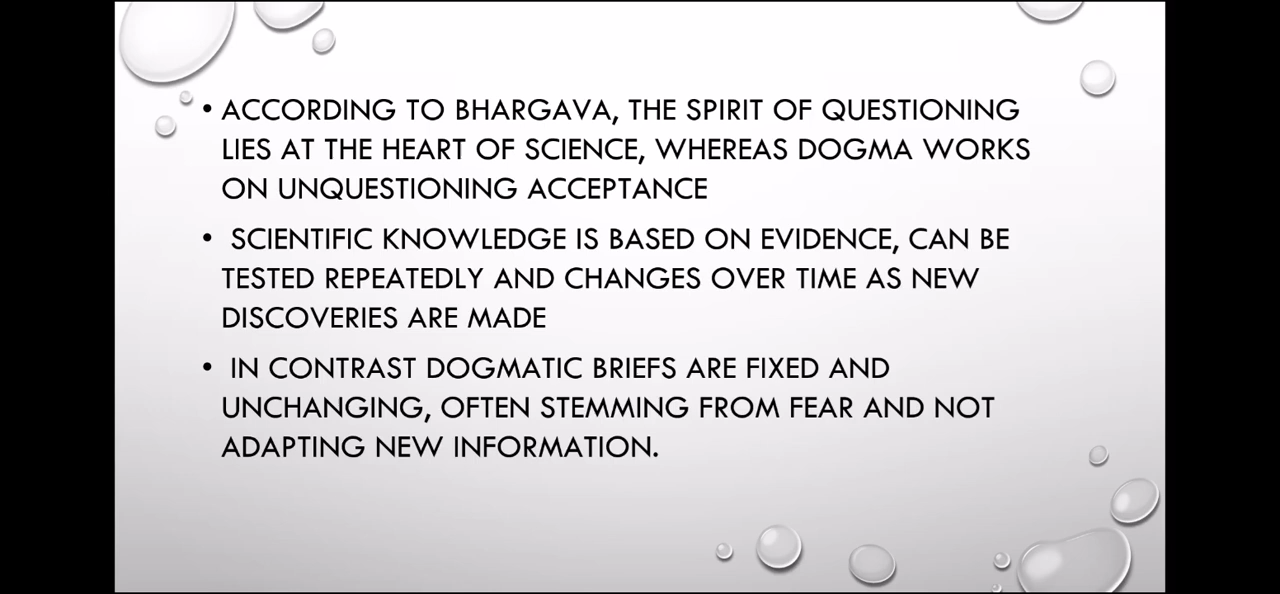 • ACCORDING TO BHARGAVA, THE SPIRIT OF QUESTIONING
LIES AT THE HEART OF SCIENCE, WHEREAS DOGMA WORKS
ON UNQUESTIONING ACCEPTANCE
• SCIENTIFIC KNOWLEDGE IS BASED ON EVIDENCE, CAN BE
TESTED REPEATEDLY AND CHANGES OVER TIME AS NEW
DISCOVERIES ARE MADE
• IN CONTRAST DOGMATIC BRIEFS ARE FIXED AND
UNCHANGING, OFTEN STEMMING FROM FEAR AND NOT
ADAPTING NEW INFORMATION.